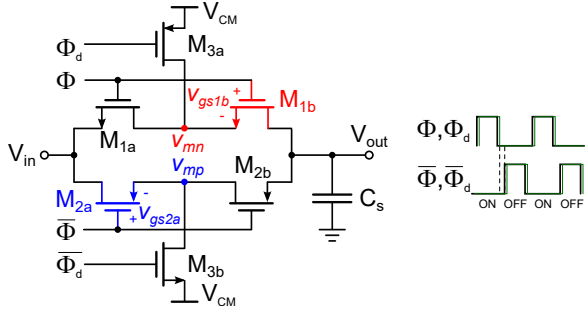 V_CM
Φ_d
M_3a
Φ
v_gs1b
+
-
M_1b
M_1a
V_in
v_mn
v_mp
V_out
M_2a
-
+
v_gs2a
M_2b
C_s
Φ̅
Φ̅_d
M_3b
V_CM
Φ,Φ_d
Φ̅,Φ̅_d
ON OFF ON OFF